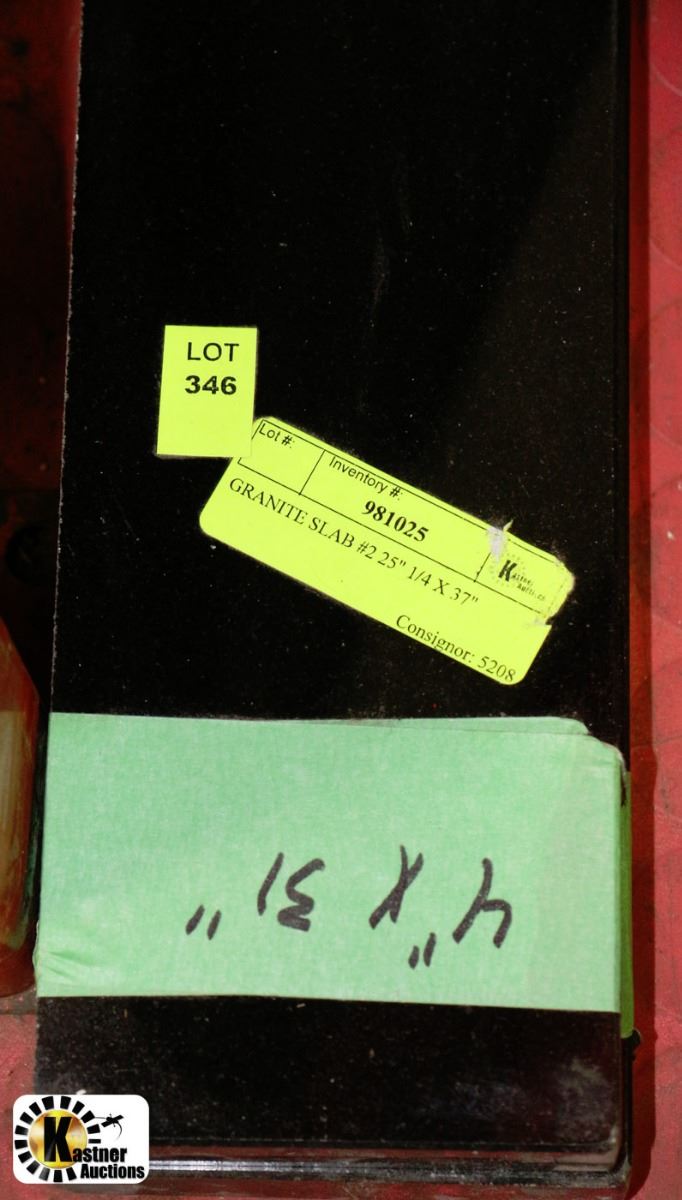 LOT
346
Lot #:
Inventory #:
981025
GRANITE SLAB #2 25" 1/4 X 37"
Kastner
Auctions
Consignor: 5208
4" X 31"
Kastner
Auctions